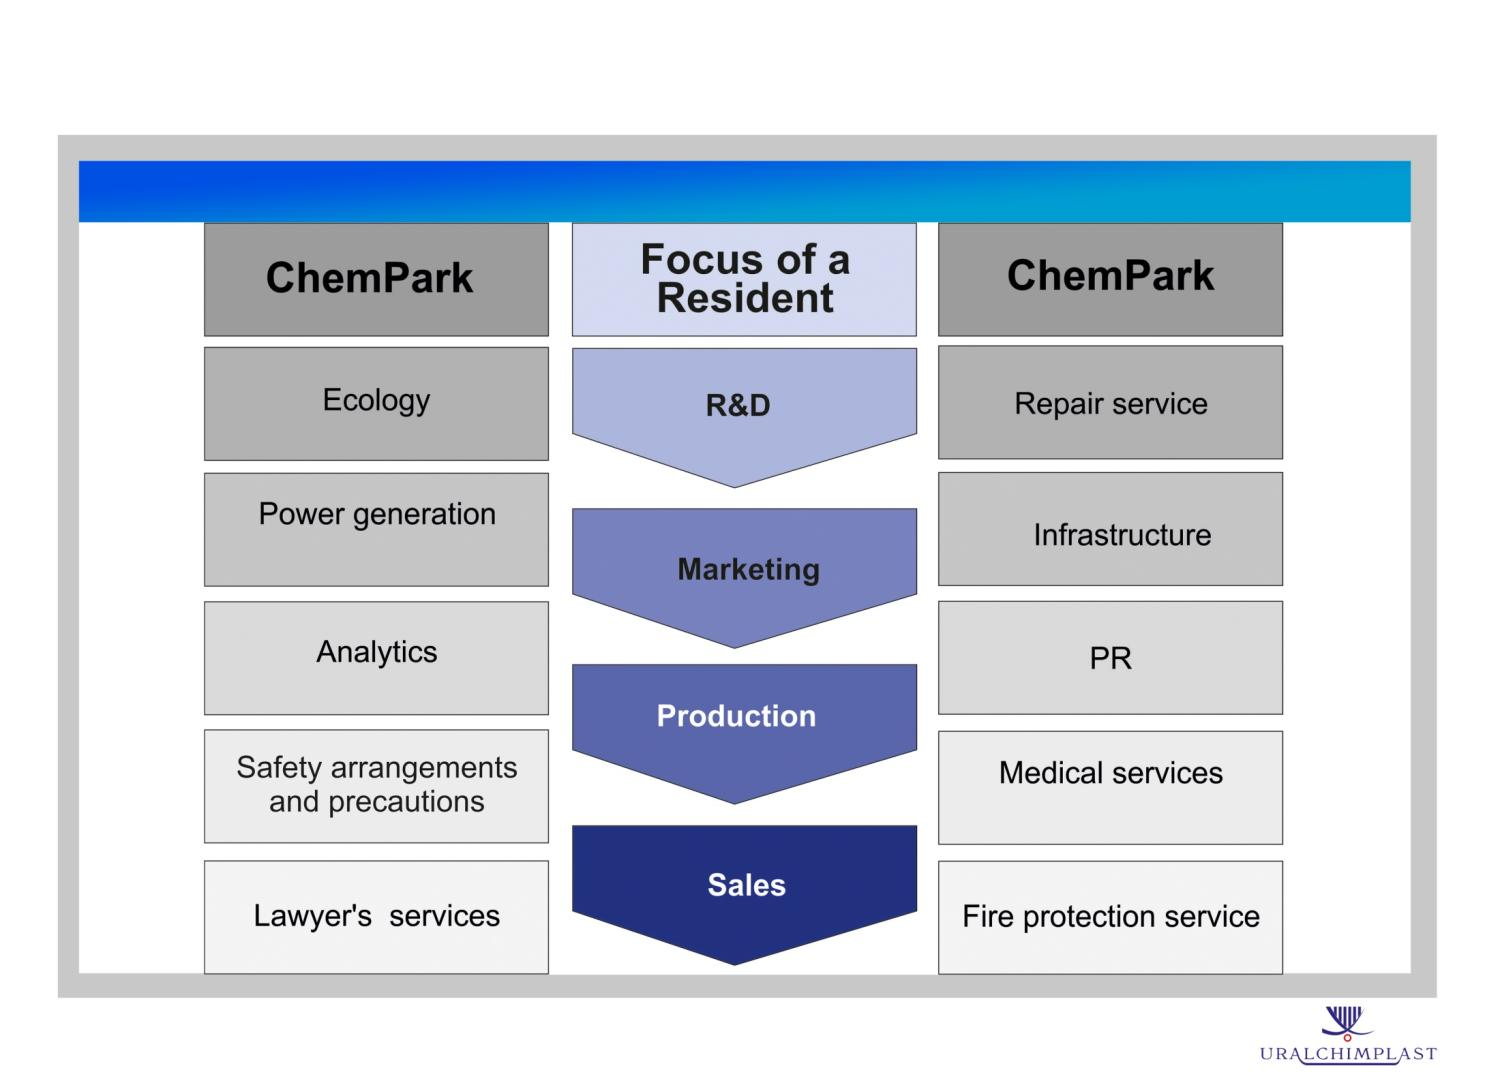 ChemPark
Focus of a
Resident
ChemPark
Ecology
R&D
Repair service
Power generation
Marketing
Infrastructure
Analytics
Production
PR
Safety arrangements
and precautions
Medical services
Sales
Lawyer's  services
Fire protection service
URALCHIMPLAST